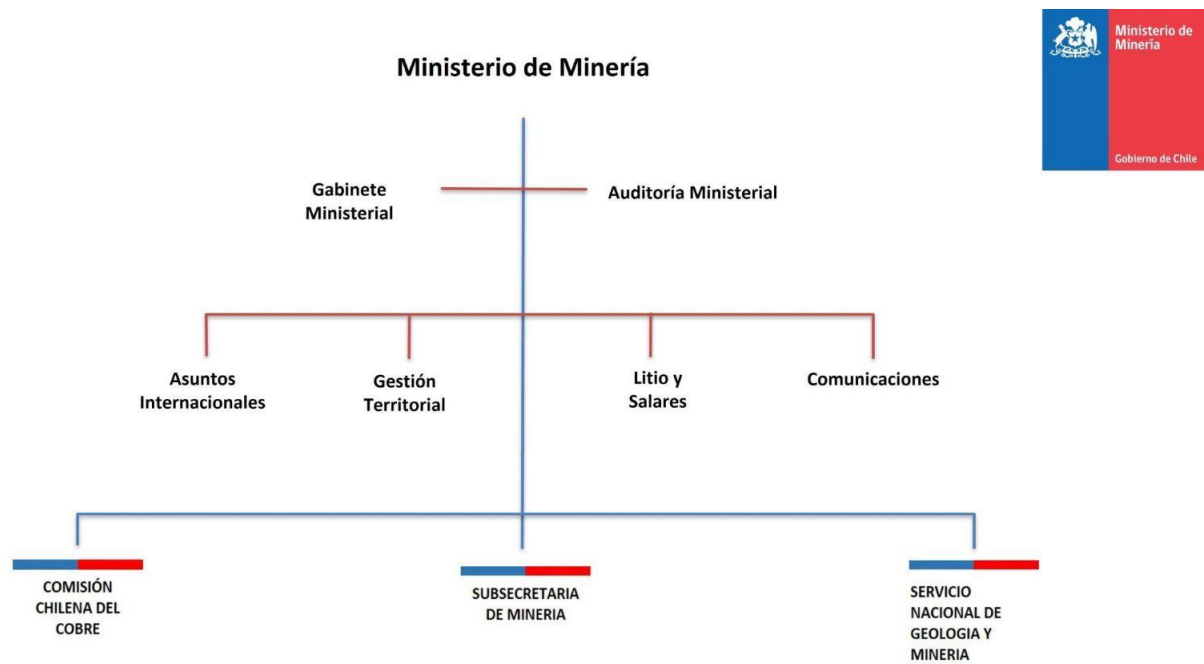 Ministerio de Minería
Ministerio de
Minería
Gobierno de Chile
Gabinete
Ministerial
Auditoría Ministerial
Asuntos
Internacionales
Gestión
Territorial
Litio y
Salares
Comunicaciones
COMISIÓN
CHILENA DEL
COBRE
SUBSECRETARIA
DE MINERIA
SERVICIO
NACIONAL DE
GEOLOGIA Y
MINERIA